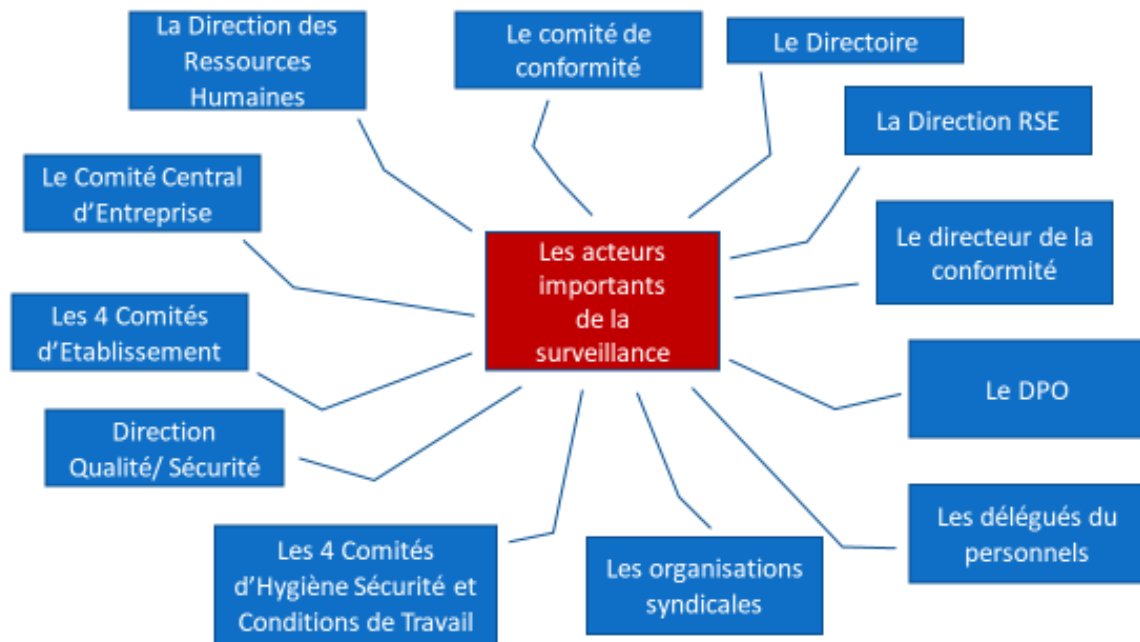 La Direction des
Ressources
Humaines
Le comité de
conformité
Le Directoire
La Direction RSE
Le Comité Central
d’Entreprise
Le directeur de la
conformité
Les acteurs
importants
de la
surveillance
Les 4 Comités
d’Etablissement
Le DPO
Direction
Qualité/ Sécurité
Les délégués du
personnels
Les 4 Comités
d’Hygiène Sécurité et
Conditions de Travail
Les organisations
syndicales